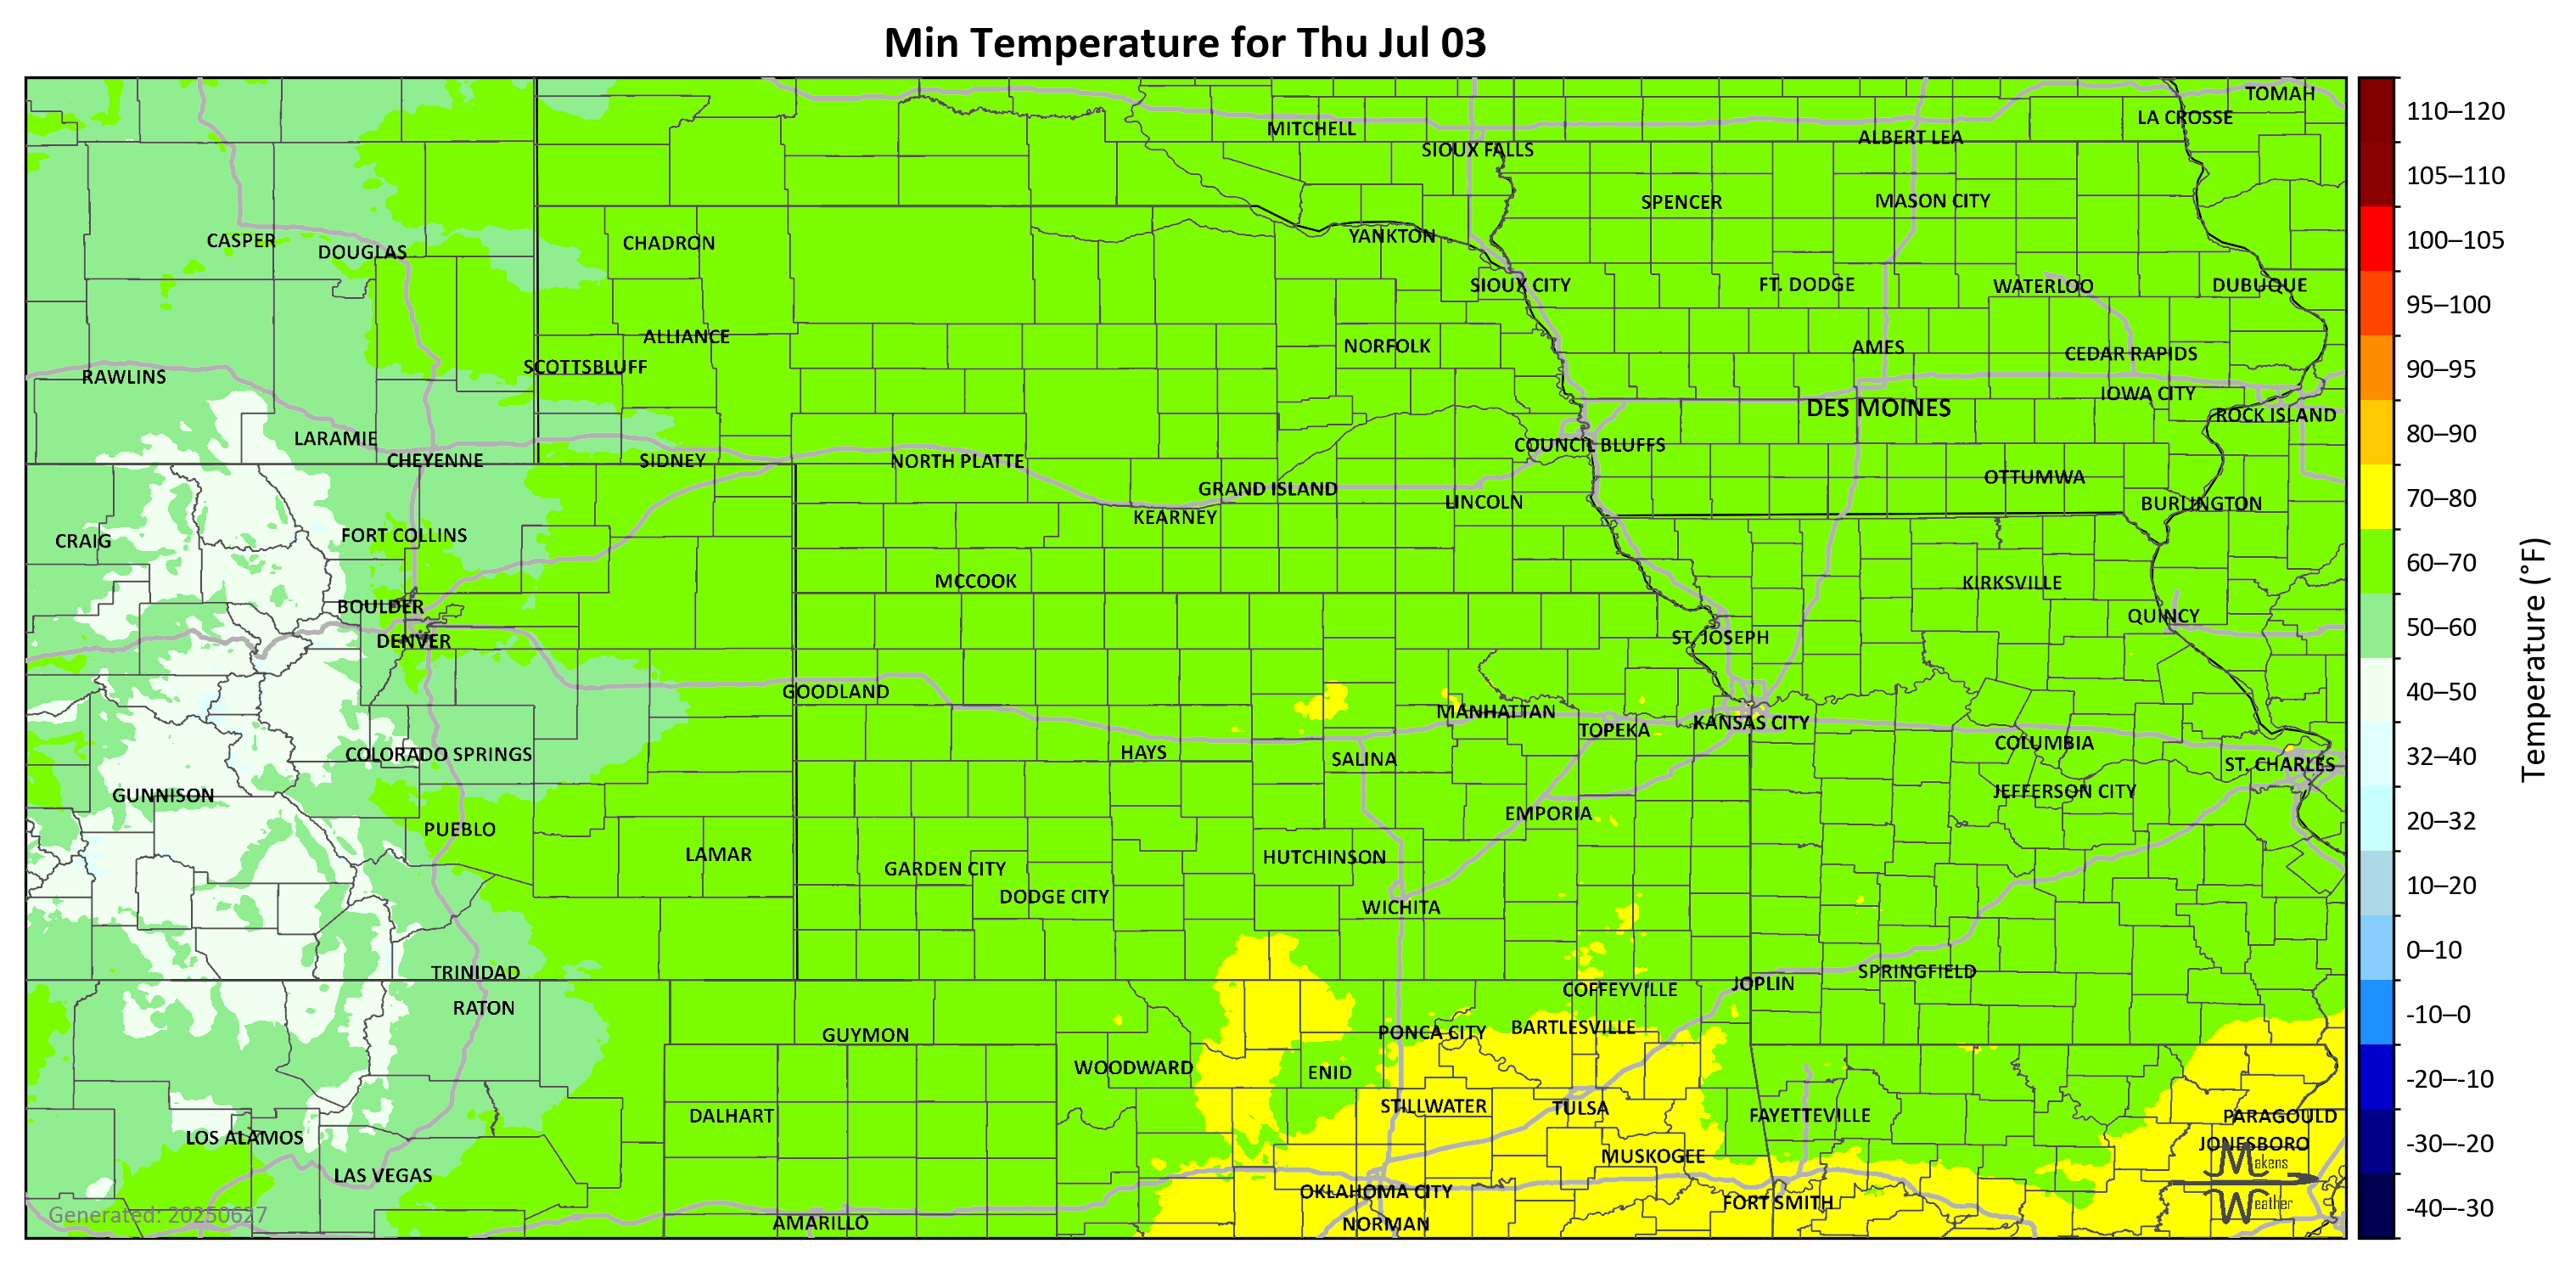 Min Temperature for Thu Jul 03
TOMAH
LA CROSSE
MITCHELL
ALBERT LEA
SIOUX FALLS
SPENCER
MASON CITY
CASPER
DOUGLAS
CHADRON
YANKTON
SIOUX CITY
FT. DODGE
WATERLOO
DUBUQUE
ALLIANCE
NORFOLK
AMES
CEDAR RAPIDS
SCOTTSBLUFF
RAWLINS
IOWA CITY
DES MOINES
ROCK ISLAND
LARAMIE
COUNCIL BLUFFS
CHEYENNE
SIDNEY
NORTH PLATTE
OTTUMWA
GRAND ISLAND
LINCOLN
BURLINGTON
KEARNEY
CRAIG
FORT COLLINS
MCCOOK
KIRKSVILLE
BOULDER
QUINCY
DENVER
ST. JOSEPH
GOODLAND
MANHATTAN
TOPEKA
KANSAS CITY
COLUMBIA
COLORADO SPRINGS
HAYS
SALINA
ST. CHARLES
GUNNISON
JEFFERSON CITY
EMPORIA
PUEBLO
LAMAR
HUTCHINSON
GARDEN CITY
DODGE CITY
WICHITA
TRINIDAD
SPRINGFIELD
JOPLIN
COFFEYVILLE
RATON
GUYMON
PONCA CITY
BARTLESVILLE
WOODWARD
ENID
DALHART
STILLWATER
TULSA
FAYETTEVILLE
PARAGOULD
LOS ALAMOS
JONESBORO
MUSKOGEE
LAS VEGAS
OKLAHOMA CITY
FORT SMITH
AMARILLO
NORMAN
Makens
Weather
Generated: 20250627
110–120
105–110
100–105
95–100
90–95
80–90
70–80
60–70
50–60
40–50
32–40
20–32
10–20
0–10
-10–0
-20–-10
-30–-20
-40–-30
Temperature (°F)